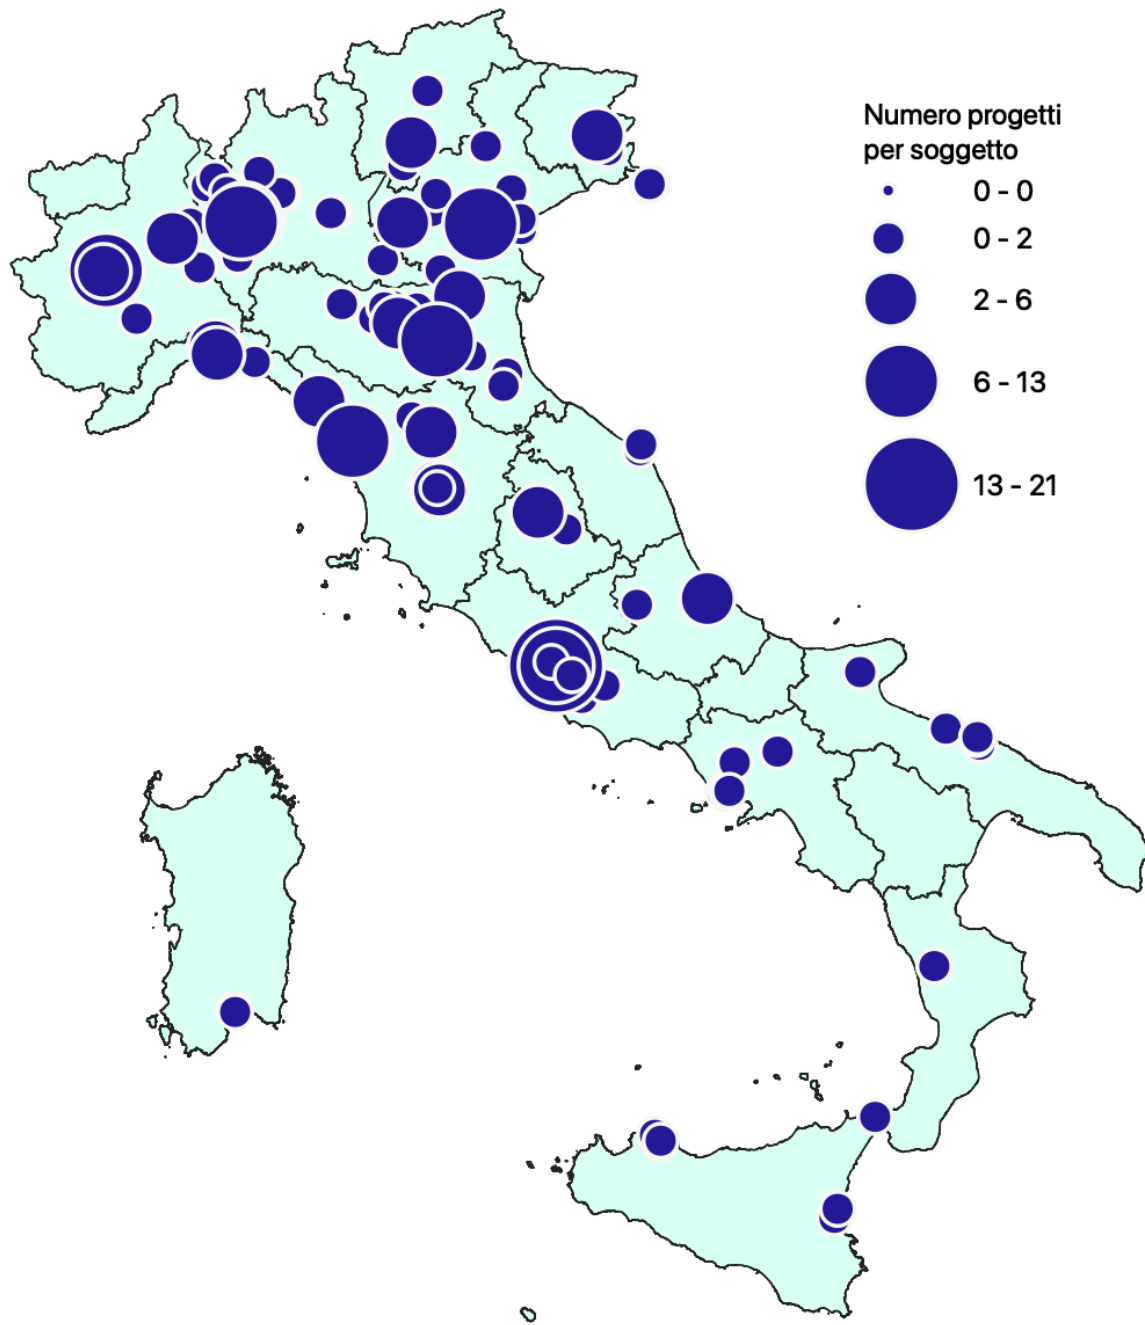 Numero progetti
per soggetto
0 - 0
0 - 2
2 - 6
6 - 13
13 - 21